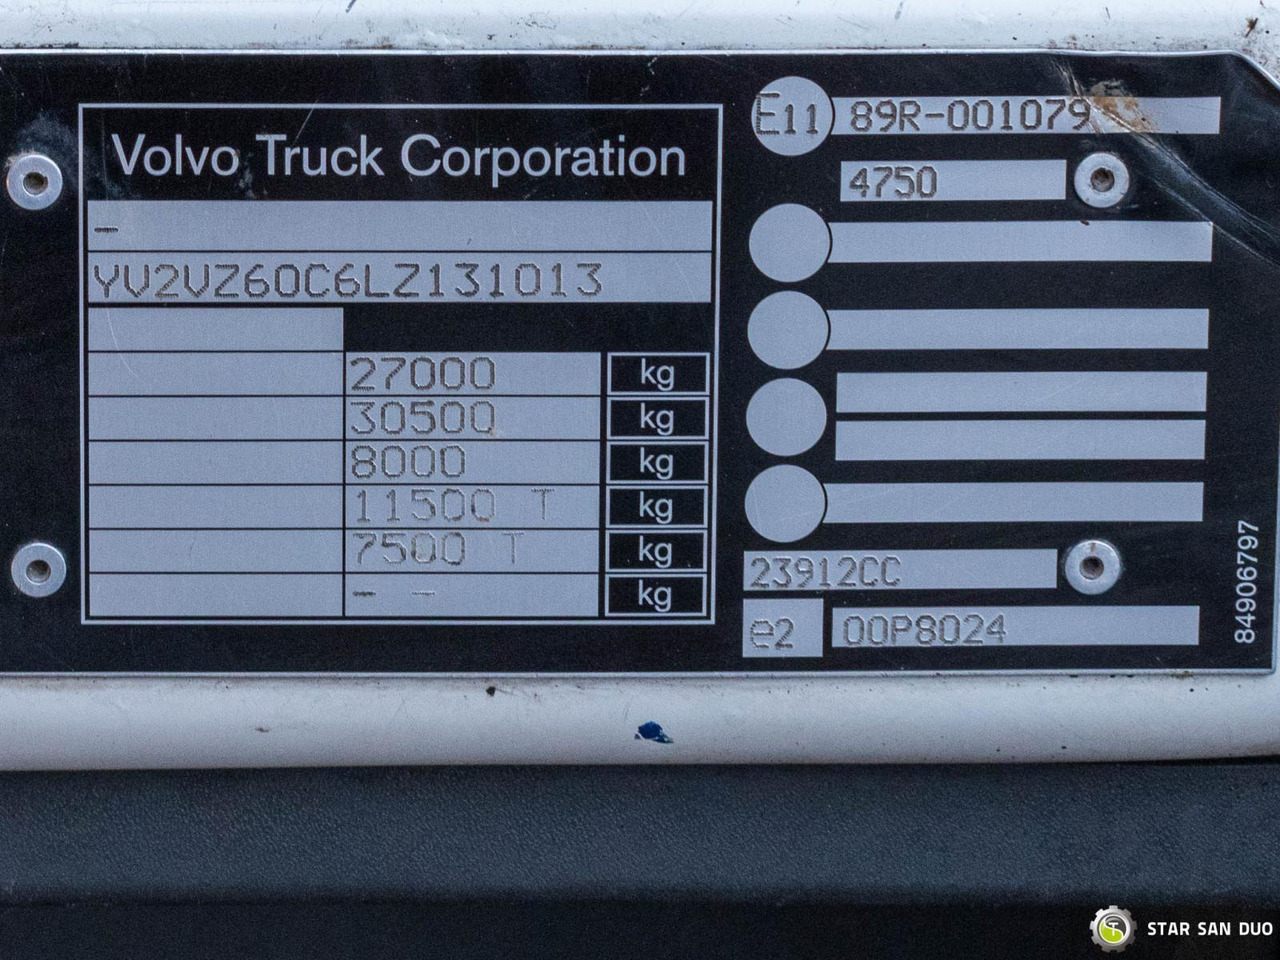 Volvo Truck Corporation
-
YV2VZ60C6LZ131013
27000 kg
30500 kg
8000 kg
11500 T kg
7500 T kg
- - kg
E11 89R-001079
4750
23912CC
e2 00P8024
84906797
STAR SAN DUO